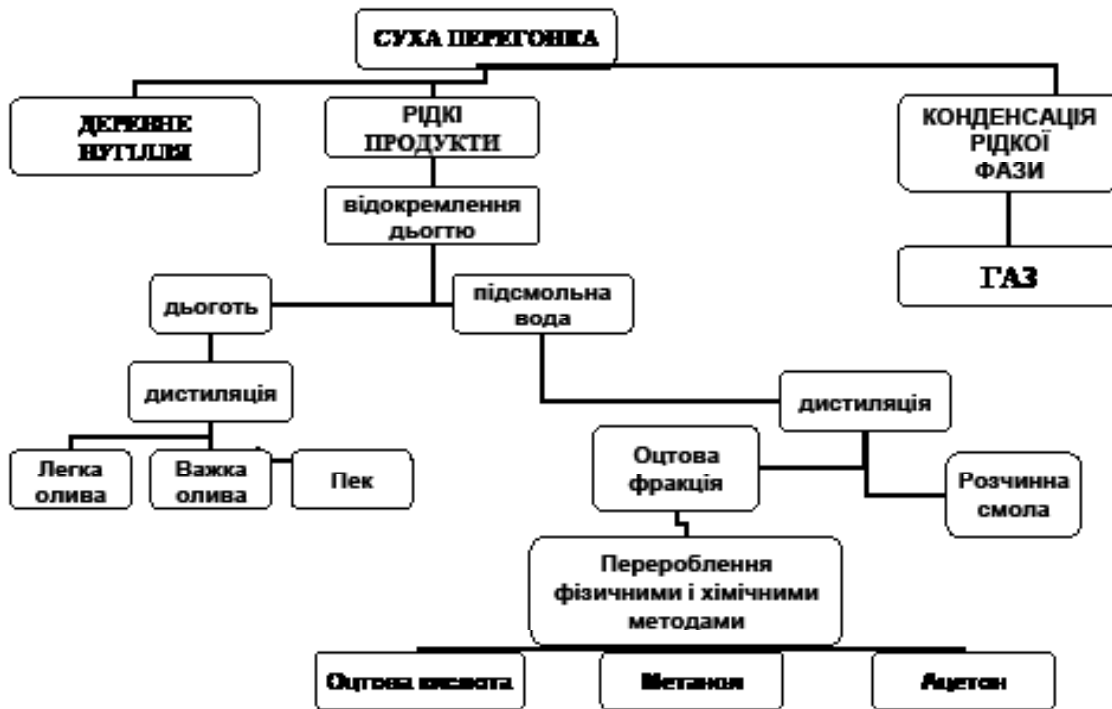 СУХА ПЕРЕГОНКА
ДЕРЕВНЕ
ВУГІЛЛЯ
РІДКІ
ПРОДУКТИ
КОНДЕНСАЦІЯ
РІДКОЇ
ФАЗИ
відокремлення
дьогтю
ГАЗ
дьоготь
підсмольна
вода
дистиляція
дистиляція
Легка
олива
Важка
олива
Пек
Оцтова
фракція
Розчинна
смола
Перероблення
фізичними і хімічними
методами
Оцтова кислота
Метанол
Ацетон